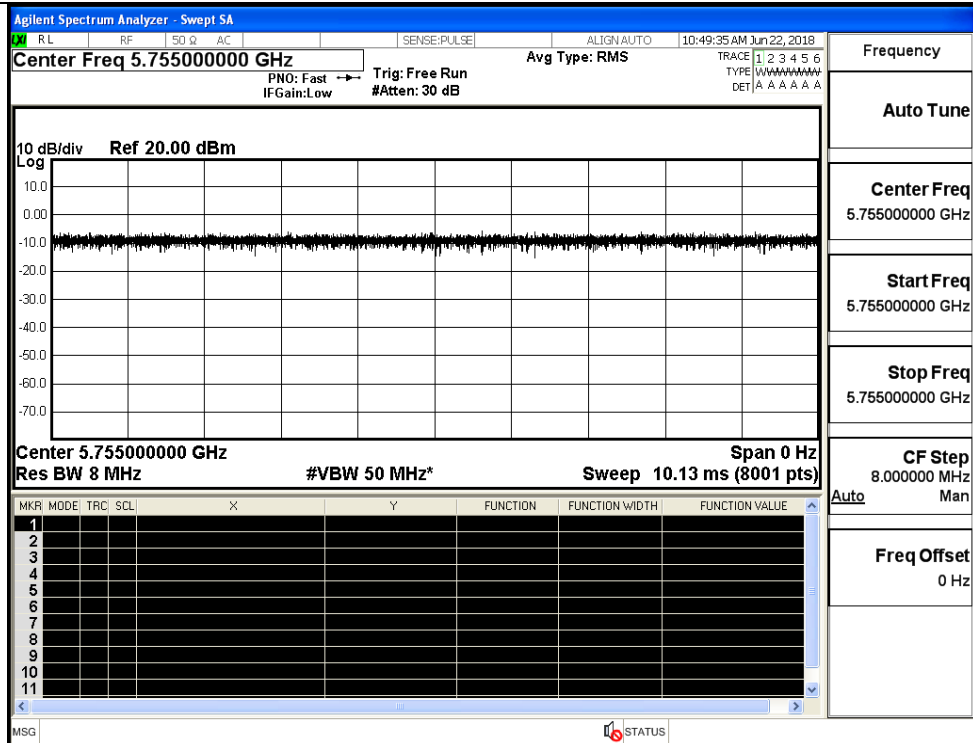 Agilent Spectrum Analyzer - Swept SA
LXI RL RF 50 Ω AC SENSE:PULSE ALIGN AUTO 10:49:35 AM Jun 22, 2018
Center Freq 5.755000000 GHz Avg Type: RMS TRACE 1 2 3 4 5 6
PNO: Fast Trig: Free Run TYPE WWWWWW
IFGain:Low #Atten: 30 dB DET A A A A A A
10 dB/div Ref 20.00 dBm
Log
10.0
0.00
-10.0
-20.0
-30.0
-40.0
-50.0
-60.0
-70.0
Center 5.755000000 GHz Span 0 Hz
Res BW 8 MHz #VBW 50 MHz* Sweep 10.13 ms (8001 pts)
MKR MODE TRC SCL X Y FUNCTION FUNCTION WIDTH FUNCTION VALUE
1
2
3
4
5
6
7
8
9
10
11
MSG STATUS
Frequency
Auto Tune
Center Freq
5.755000000 GHz
Start Freq
5.755000000 GHz
Stop Freq
5.755000000 GHz
CF Step
8.000000 MHz
Auto Man
Freq Offset
0 Hz